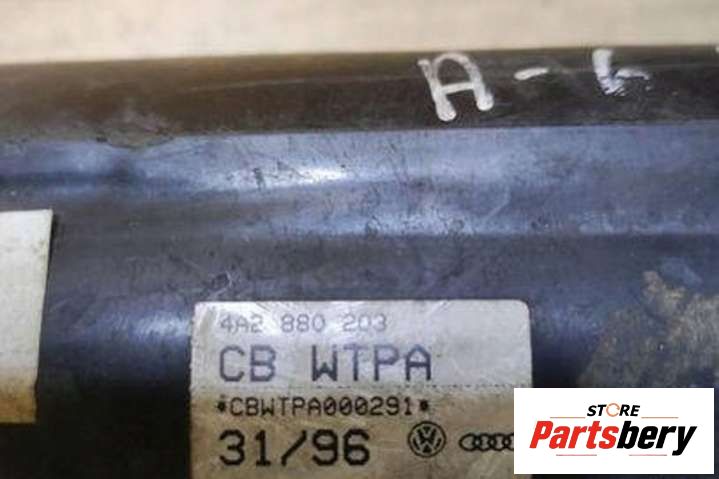 A-6
4A2 880 203
CB WTPA
*CBWTPA000291*
31/96
STORE
Partsbery